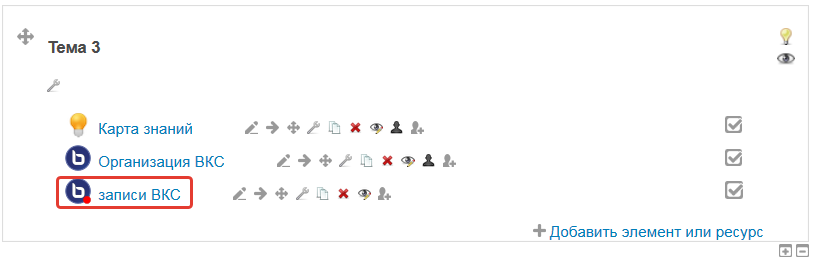 Тема 3
Карта знаний
Организация ВКС
записи ВКС
Добавить элемент или ресурс